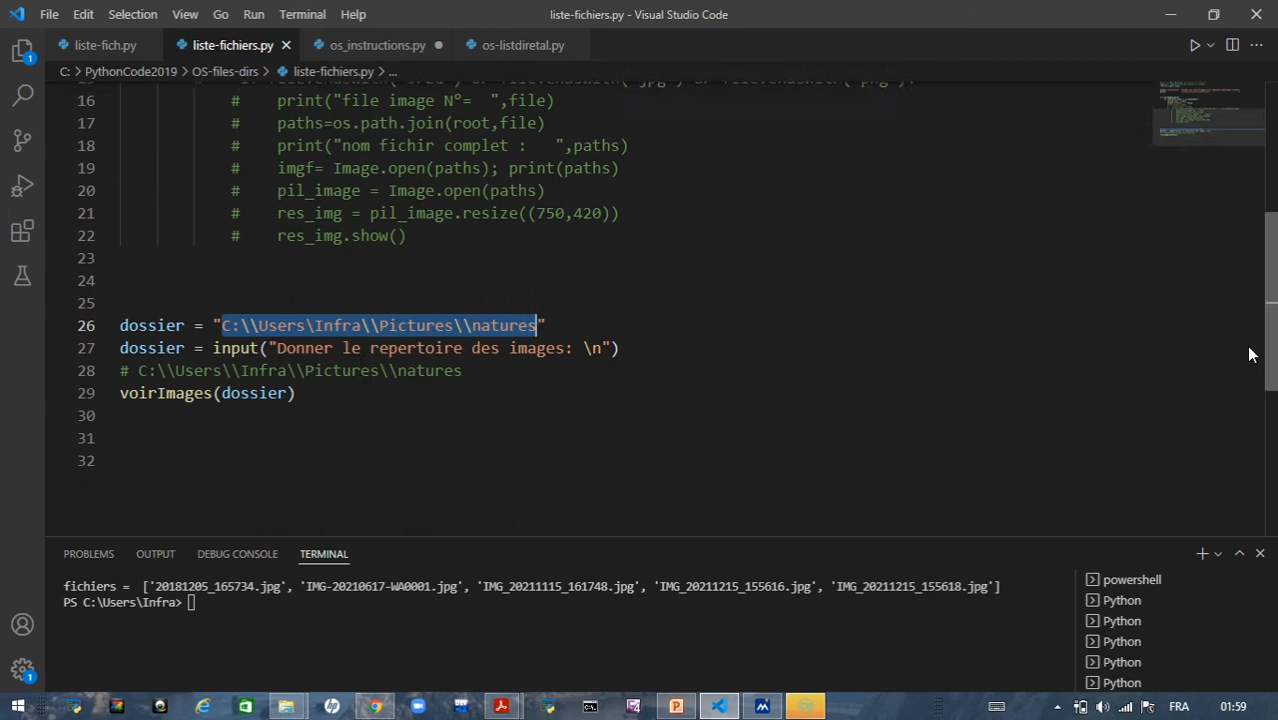 File Edit Selection View Go Run Terminal Help liste-fichiers.py - Visual Studio Code
liste-fich.py liste-fichiers.py os_instructions.py os-listdiretal.py
C: > PythonCode2019 > OS-files-dirs > liste-fichiers.py > ...
16 # print("file image N°= ",file)
17 # paths=os.path.join(root,file)
18 # print("nom fichir complet : ",paths)
19 # imgf= Image.open(paths); print(paths)
20 # pil_image = Image.open(paths)
21 # res_img = pil_image.resize((750,420))
22 # res_img.show()
23
24
25
26 dossier = "C:\\Users\Infra\\Pictures\\natures"
27 dossier = input("Donner le repertoire des images: \n")
28 # C:\\Users\\Infra\\Pictures\\natures
29 voirImages(dossier)
30
31
32
PROBLEMS OUTPUT DEBUG CONSOLE TERMINAL
fichiers = ['20181205_165734.jpg', 'IMG-20210617-WA0001.jpg', 'IMG_20211115_161748.jpg', 'IMG_20211215_155616.jpg', 'IMG_20211215_155618.jpg']
PS C:\Users\Infra>
powershell
Python
Python
Python
Python
Python
1
1
FRA 01:59